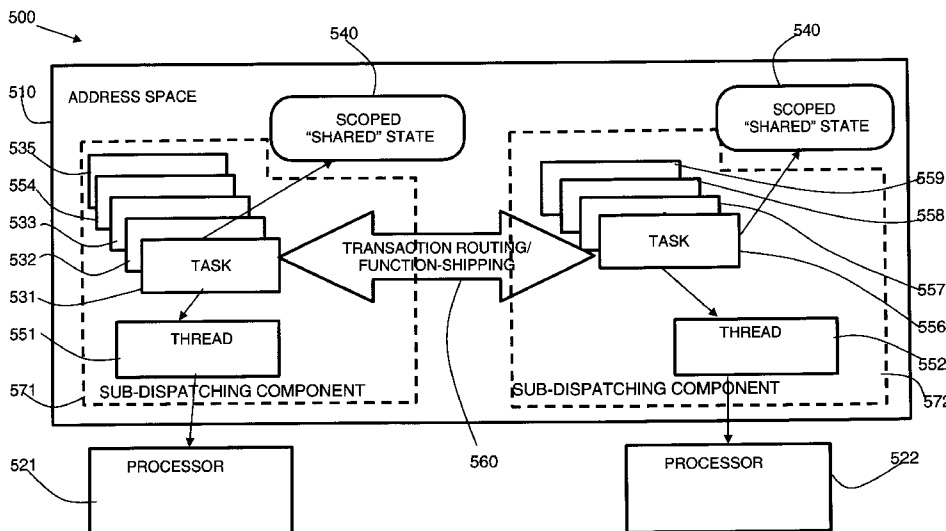 500
540
540
510
ADDRESS SPACE
SCOPED
"SHARED" STATE
SCOPED
"SHARED" STATE
535
554
533
532
531
551
571
TASK
TRANSACTION ROUTING/
FUNCTION-SHIPPING
TASK
559
558
557
556
552
572
THREAD
THREAD
SUB-DISPATCHING COMPONENT
SUB-DISPATCHING COMPONENT
521
PROCESSOR
560
PROCESSOR
522